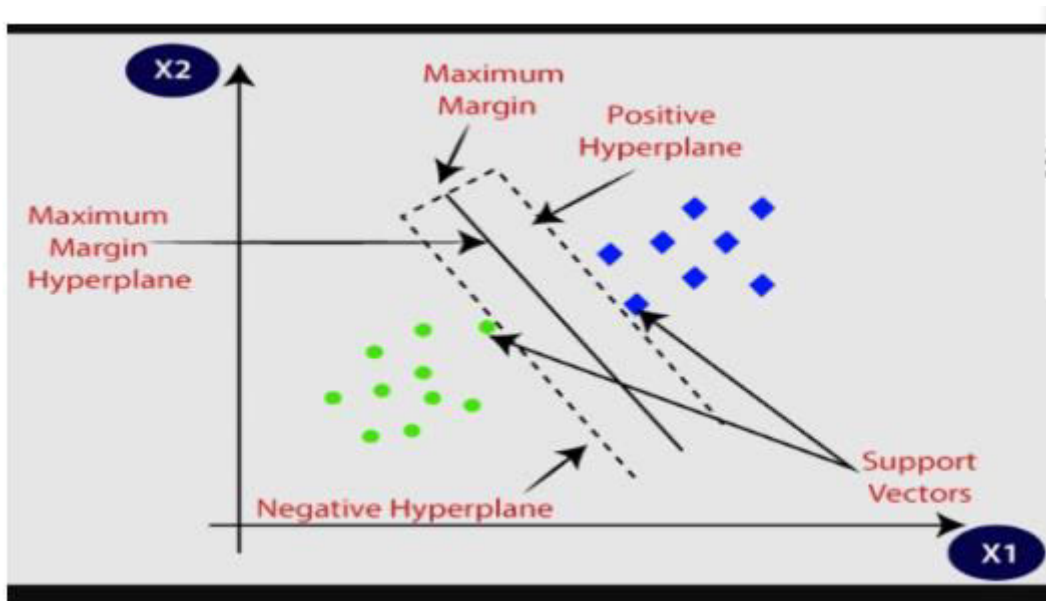 X2
Maximum
Margin
Positive
Hyperplane
Maximum
Margin
Hyperplane
Support
Vectors
Negative Hyperplane
X1